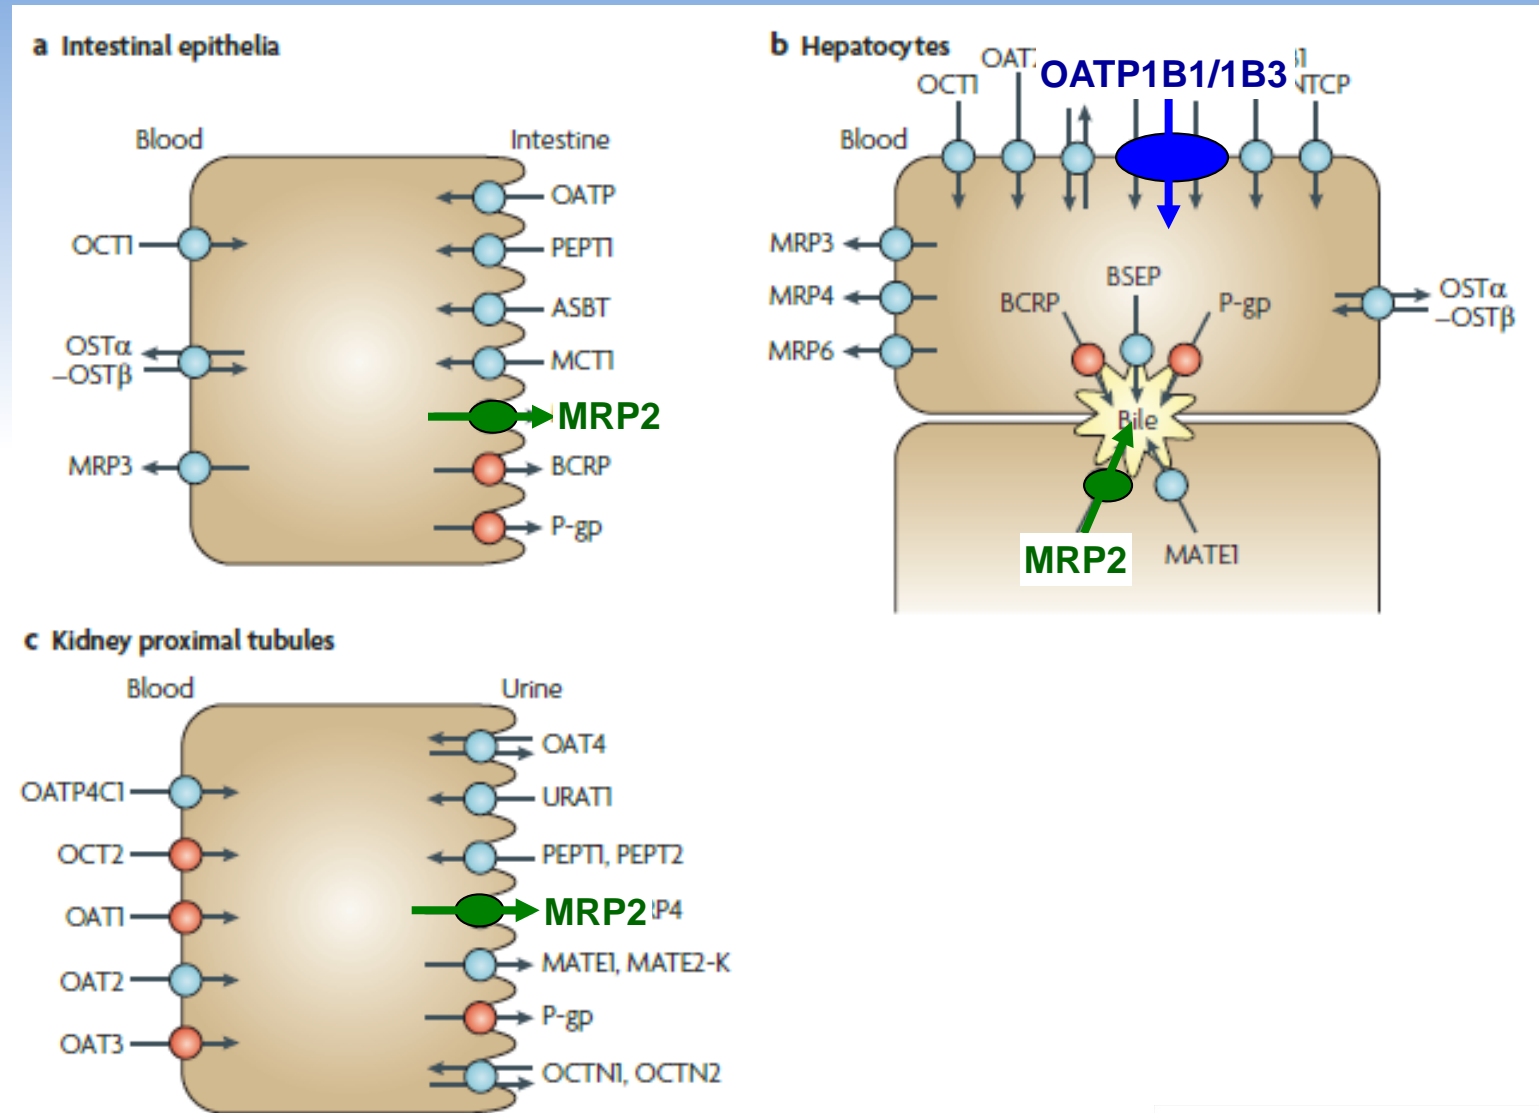 a Intestinal epithelia
Blood
Intestine
OCT1
OSTα
–OSTβ
MRP3
OATP
PEPT1
ASBT
MCT1
MRP2
BCRP
P-gp
b Hepatocytes
OATP1B1/1B3
OCT1
NTCP
Blood
MRP3
MRP4
MRP6
BCRP
BSEP
P-gp
OSTα
–OSTβ
Bile
MRP2
MATE1
c Kidney proximal tubules
Blood
Urine
OATP4C1
OCT2
OAT1
OAT2
OAT3
OAT4
URAT1
PEPT1, PEPT2
MRP2
MATE1, MATE2-K
P-gp
OCTN1, OCTN2